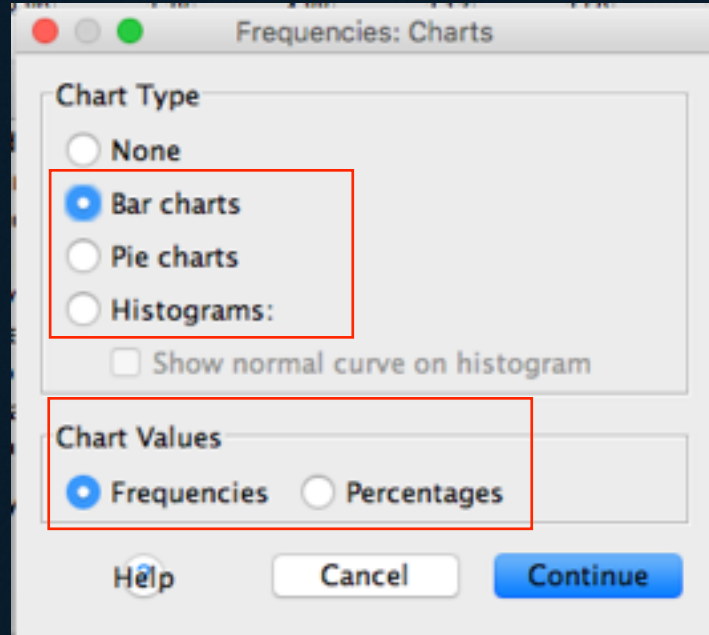 Frequencies: Charts
Chart Type
None
Bar charts
Pie charts
Histograms:
Show normal curve on histogram
Chart Values
Frequencies Percentages
Help Cancel Continue